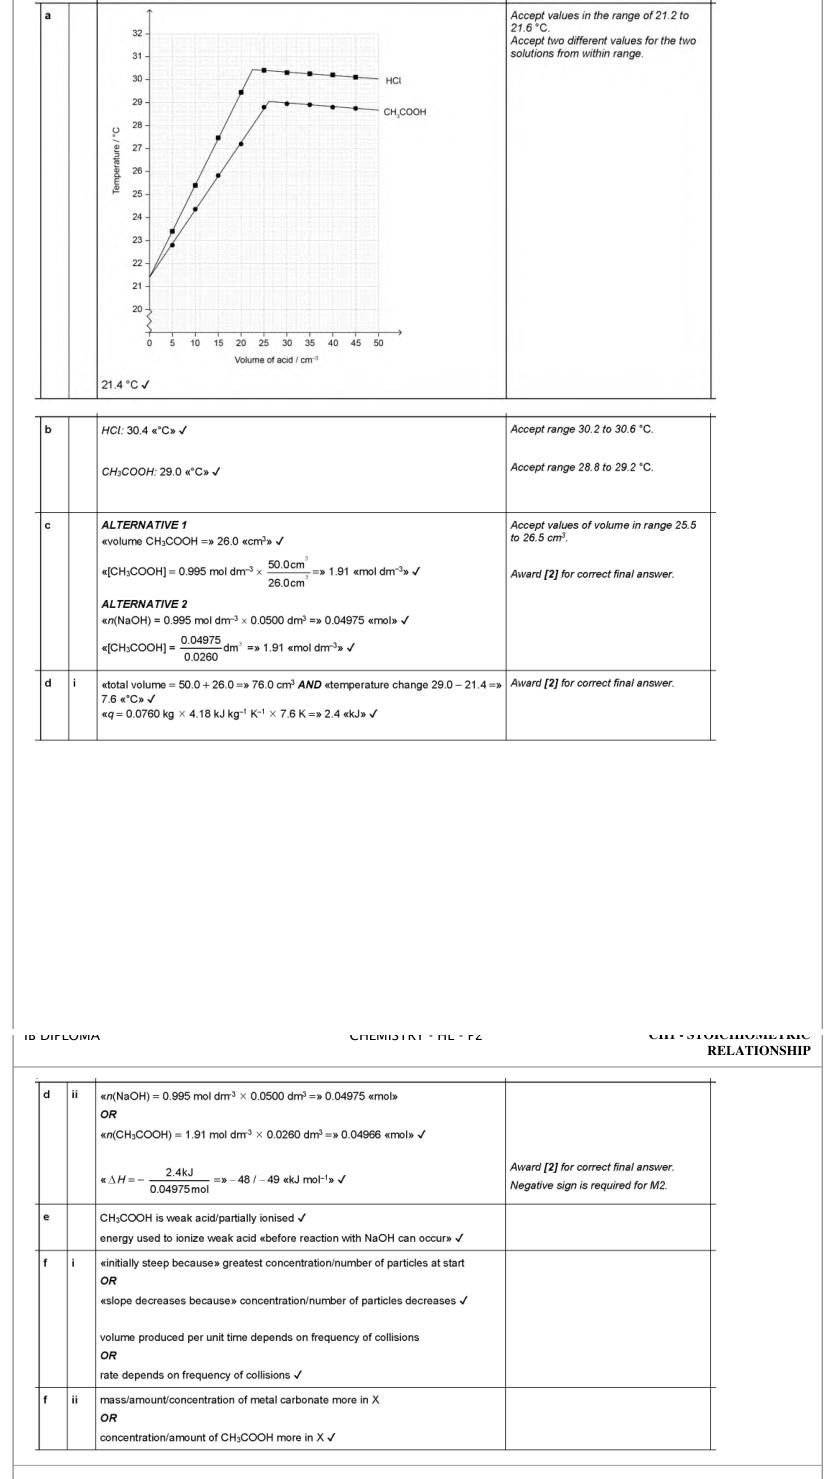 a
Accept values in the range of 21.2 to
21.6 °C.
Accept two different values for the two
solutions from within range.
32
31
30
29
28
27
26
25
24
23
22
21
20
Temperature / °C
HCl
CH₃COOH
0 5 10 15 20 25 30 35 40 45 50
Volume of acid / cm⁻³
21.4 °C ✓
b
HCl: 30.4 «°C» ✓
Accept range 30.2 to 30.6 °C.
CH₃COOH: 29.0 «°C» ✓
Accept range 28.8 to 29.2 °C.
c
ALTERNATIVE 1
Accept values of volume in range 25.5
to 26.5 cm³.
«volume CH₃COOH =» 26.0 «cm³» ✓
«[CH₃COOH] = 0.995 mol dm⁻³ × 50.0 cm³ / 26.0 cm³ =» 1.91 «mol dm⁻³» ✓
Award [2] for correct final answer.
ALTERNATIVE 2
«n(NaOH) = 0.995 mol dm⁻³ × 0.0500 dm³ =» 0.04975 «mol» ✓
«[CH₃COOH] = 0.04975 / 0.0260 dm³ =» 1.91 «mol dm⁻³» ✓
d i
«total volume = 50.0 + 26.0 =» 76.0 cm³ AND «temperature change 29.0 – 21.4 =»
7.6 «°C» ✓
Award [2] for correct final answer.
«q = 0.0760 kg × 4.18 kJ kg⁻¹ K⁻¹ × 7.6 K =» 2.4 «kJ» ✓
IB DIPLOMA
CHEMISTRY - HL - P2
CH1 - STOICHIOMETRIC
RELATIONSHIP
d ii
«n(NaOH) = 0.995 mol dm⁻³ × 0.0500 dm³ =» 0.04975 «mol»
OR
«n(CH₃COOH) = 1.91 mol dm⁻³ × 0.0260 dm³ =» 0.04966 «mol» ✓
«ΔH = – 2.4 kJ / 0.04975 mol =» – 48 / – 49 «kJ mol⁻¹» ✓
Award [2] for correct final answer.
Negative sign is required for M2.
e
CH₃COOH is weak acid/partially ionised ✓
energy used to ionize weak acid «before reaction with NaOH can occur» ✓
f i
«initially steep because» greatest concentration/number of particles at start
OR
«slope decreases because» concentration/number of particles decreases ✓
volume produced per unit time depends on frequency of collisions
OR
rate depends on frequency of collisions ✓
f ii
mass/amount/concentration of metal carbonate more in X
OR
concentration/amount of CH₃COOH more in X ✓